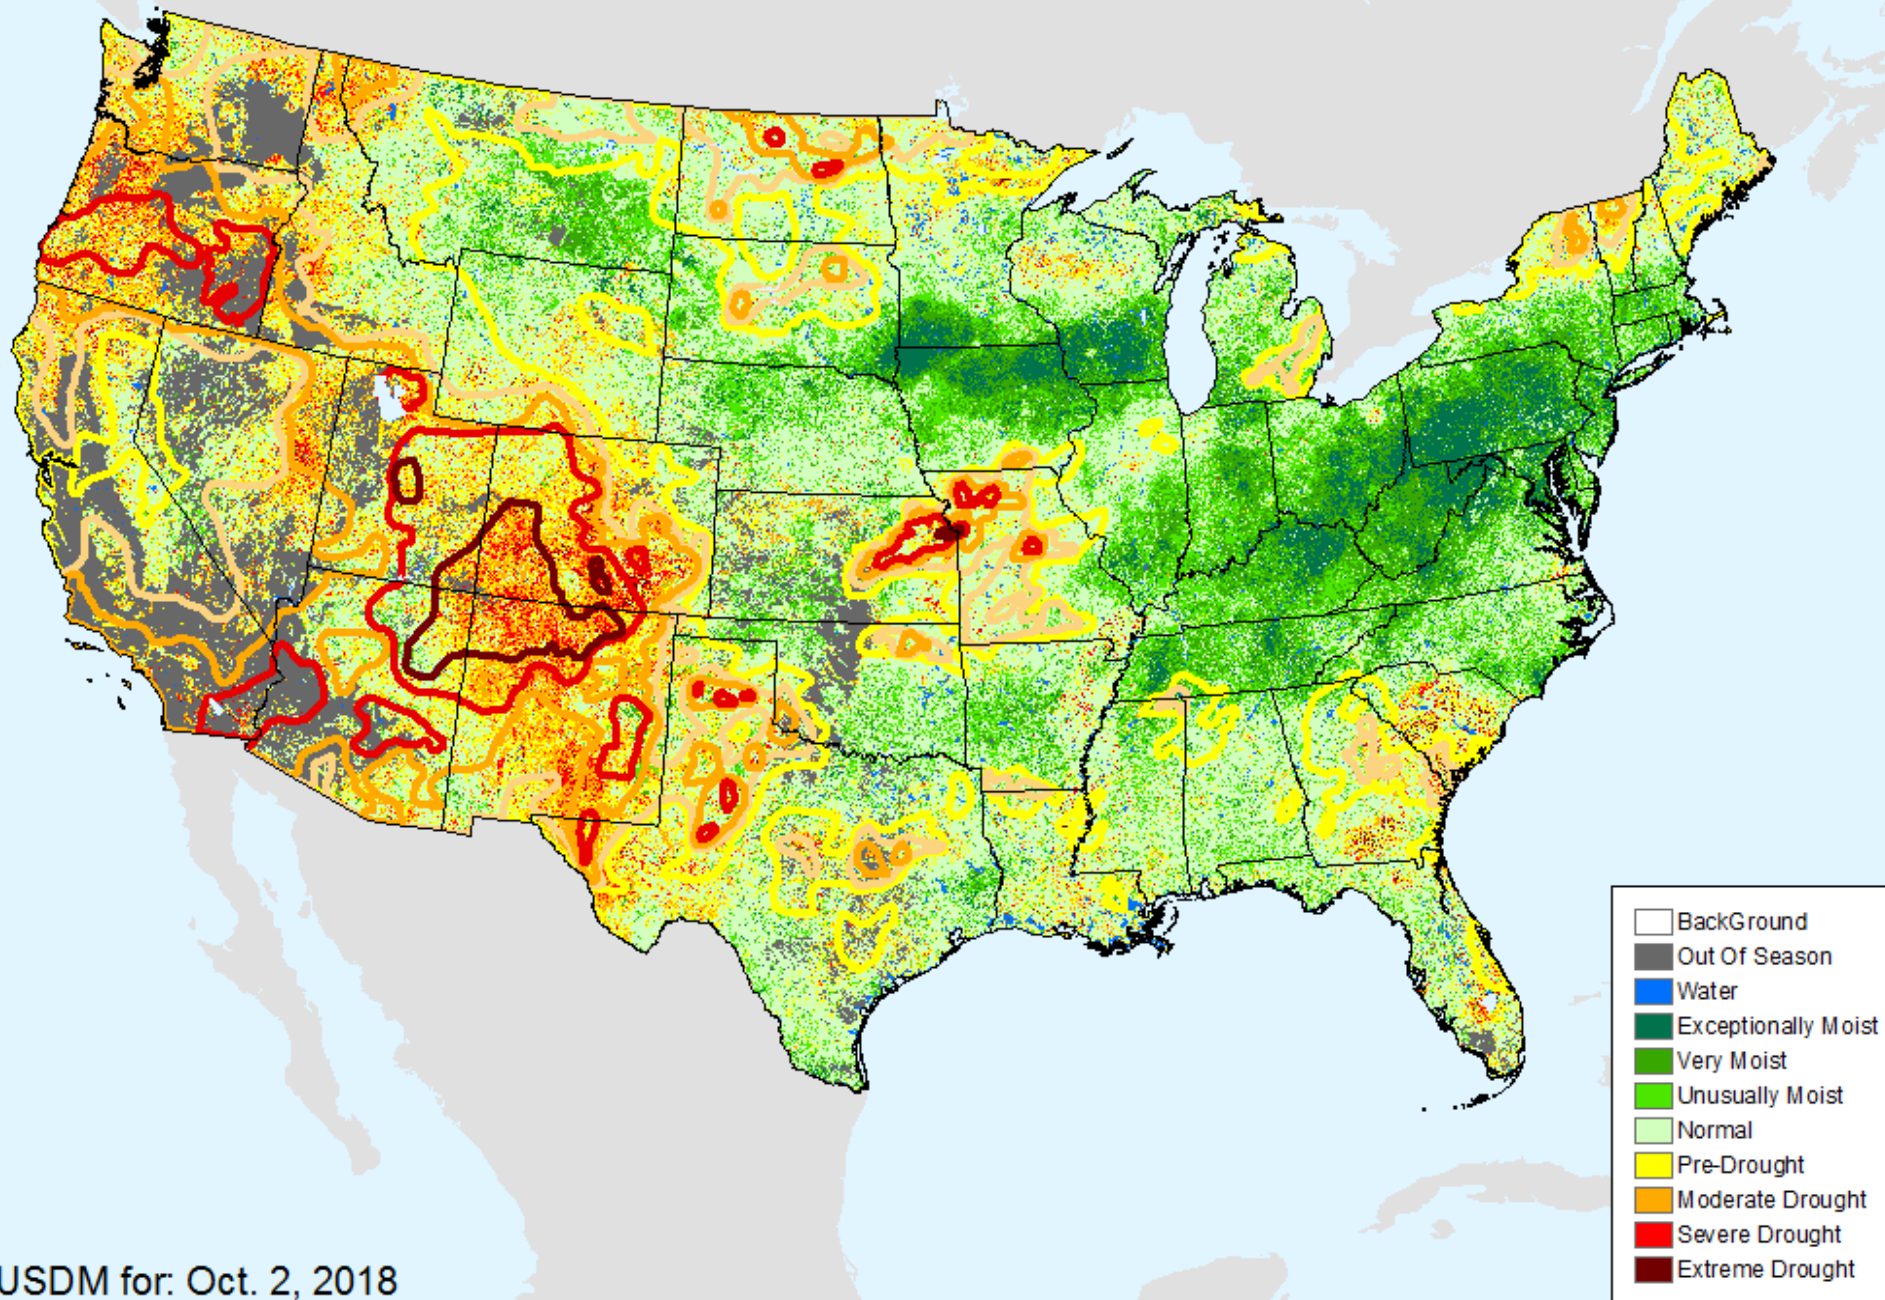 BackGround
Out Of Season
Water
Exceptionally Moist
Very Moist
Unusually Moist
Normal
Pre-Drought
Moderate Drought
Severe Drought
Extreme Drought
USDM for: Oct. 2, 2018